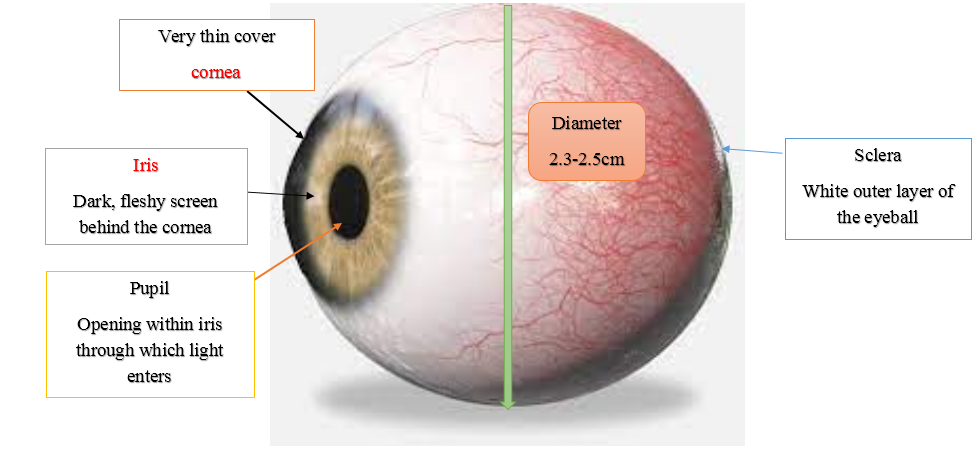 Very thin cover
cornea
Iris
Dark, fleshy screen
behind the cornea
Pupil
Opening within iris
through which light
enters
Diameter
2.3-2.5cm
Sclera
White outer layer of
the eyeball